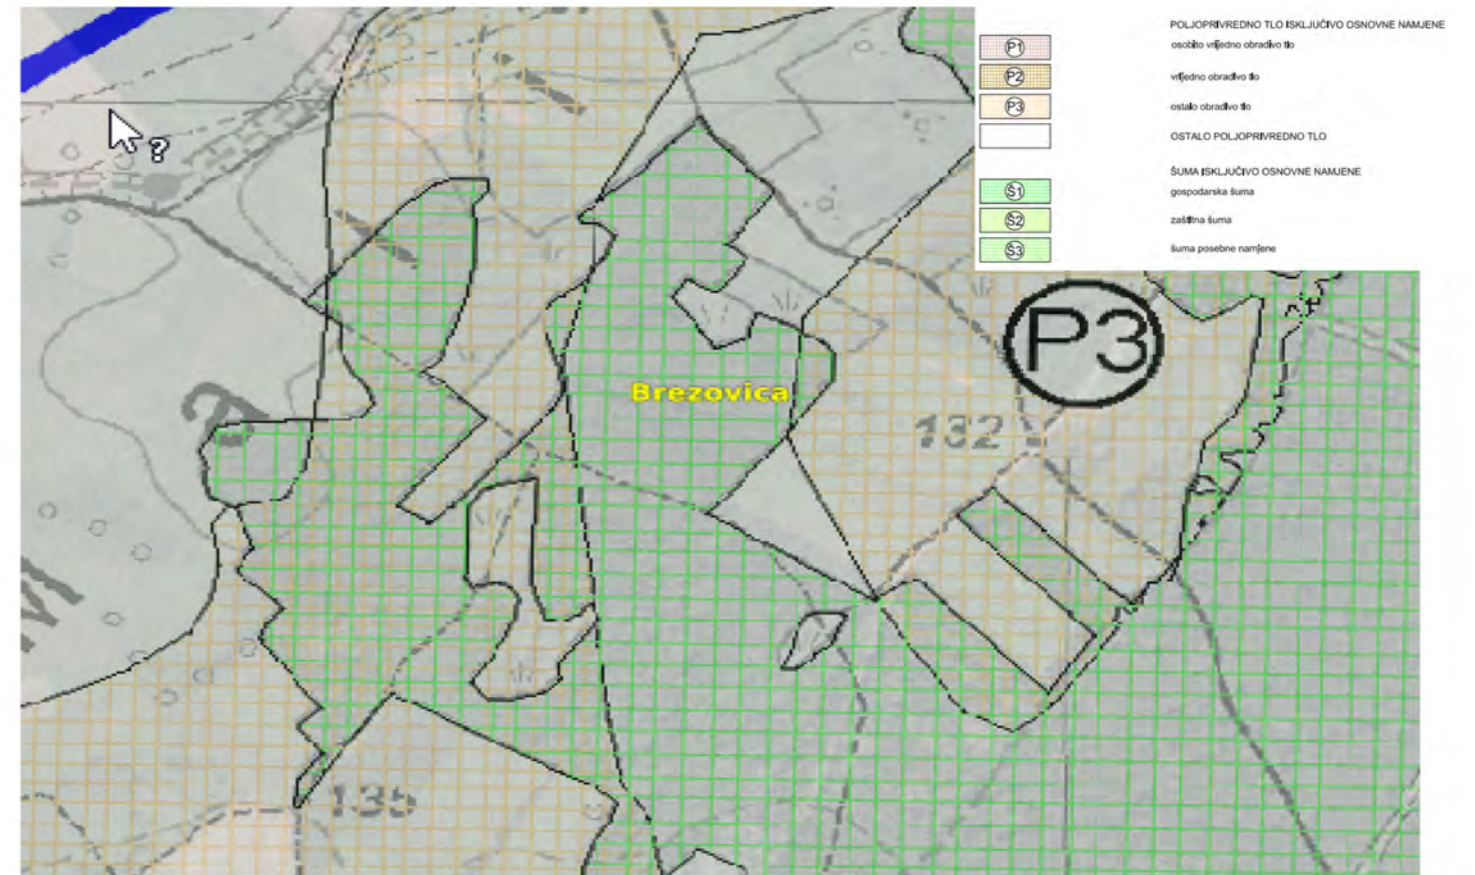 POLJOPRIVREDNO TLO ISKLJUČIVO OSNOVNE NAMJENE
P1 osobito vrijedno obradivo tlo
P2 vrijedno obradivo tlo
P3 ostalo obradivo tlo
OSTALO POLJOPRIVREDNO TLO
ŠUMA ISKLJUČIVO OSNOVNE NAMJENE
Š1 gospodarska šuma
Š2 zaštitna šuma
Š3 šuma posebne namjene
?
P3
Brezovica
132
135